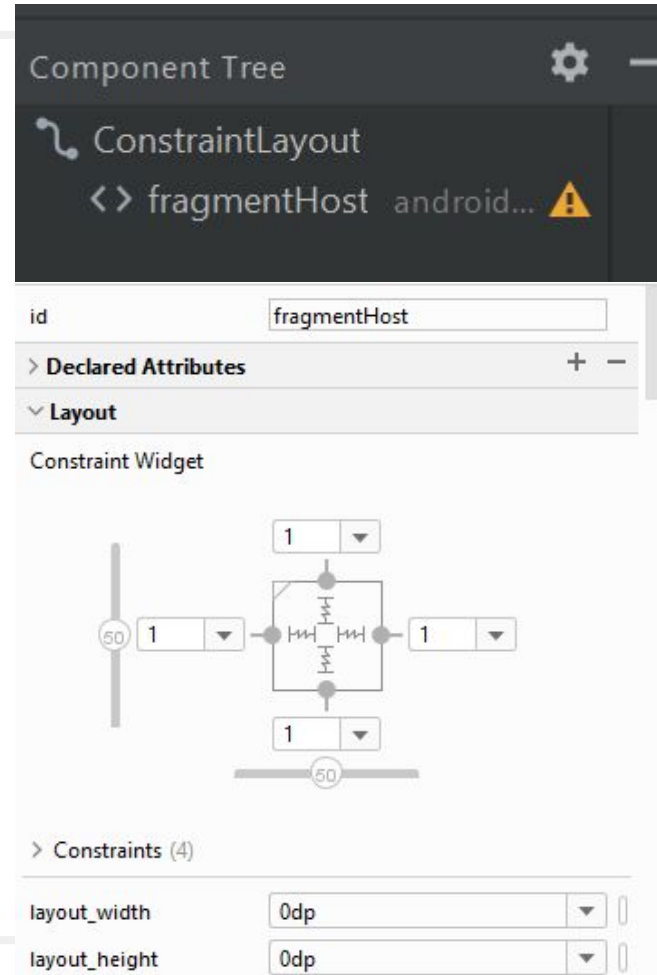 Component Tree
ConstraintLayout
<> fragmentHost android...
id fragmentHost
> Declared Attributes + −
Layout
Constraint Widget
1
50 1 1
1
50
> Constraints (4)
layout_width 0dp
layout_height 0dp